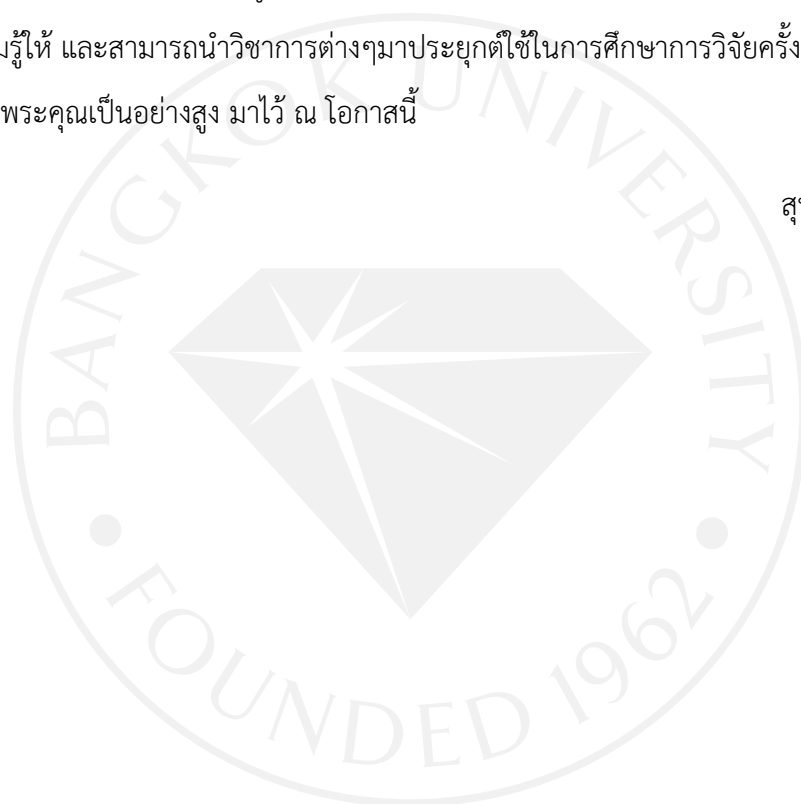 มรู้ให้ และสามารถนำวิชาการต่างๆมาประยุกต์ใช้ในการศึกษาการวิจัยครั้ง
พระคุณเป็นอย่างสูง มาไว้ ณ โอกาสนี้
BANGKOK UNIVERSITY
• FOUNDED 1962 •